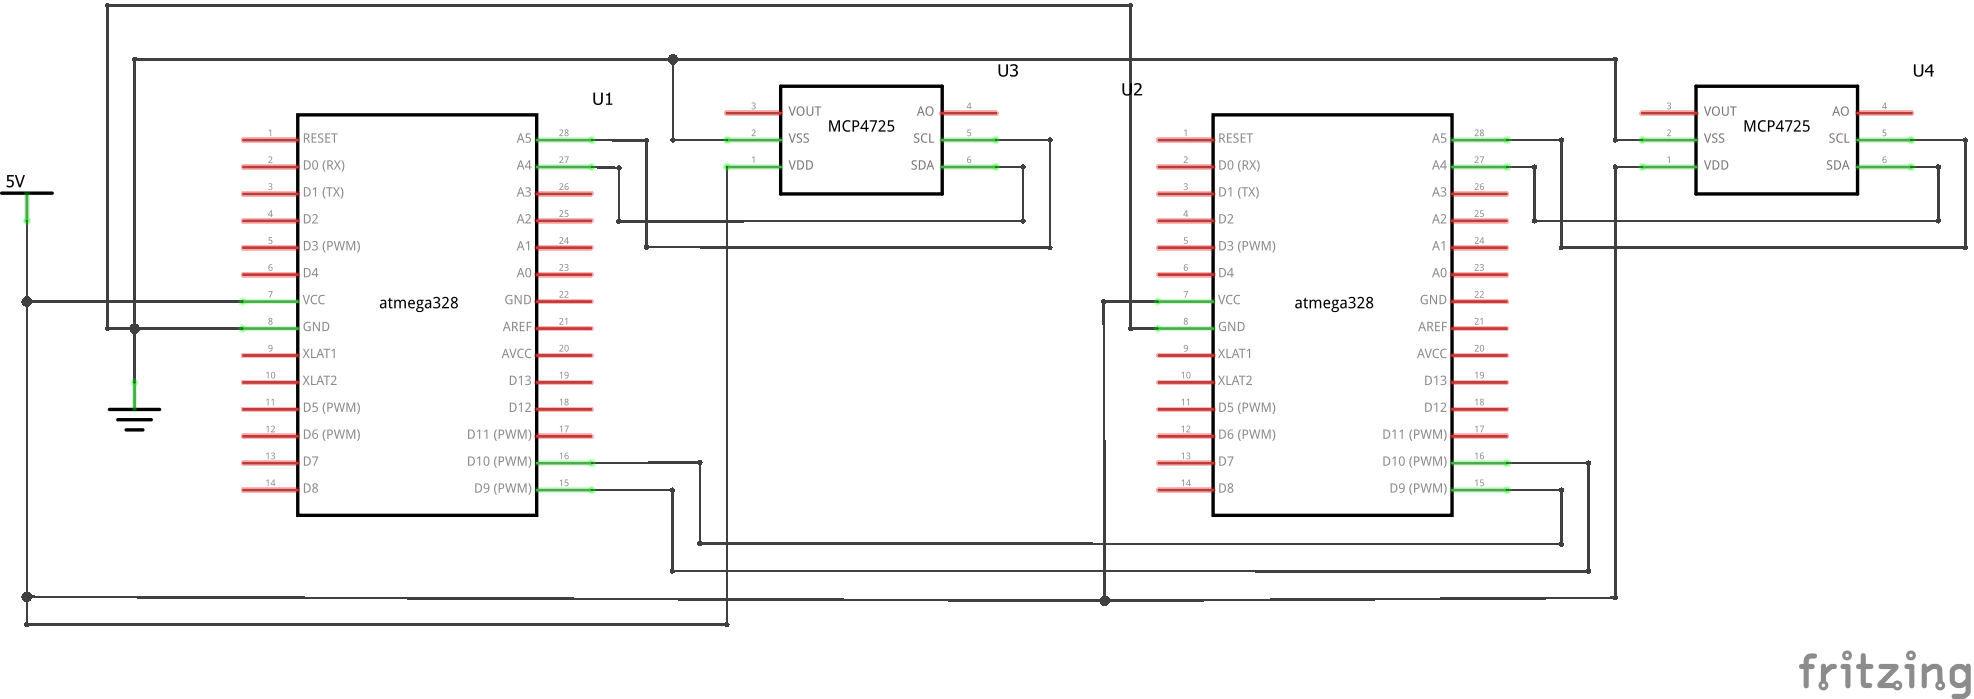 5V
U1
1 RESET
2 D0 (RX)
3 D1 (TX)
4 D2
5 D3 (PWM)
6 D4
7 VCC
8 GND
9 XLAT1
10 XLAT2
11 D5 (PWM)
12 D6 (PWM)
13 D7
14 D8
atmega328
A5 28
A4 27
A3 26
A2 25
A1 24
A0 23
GND 22
AREF 21
AVCC 20
D13 19
D12 18
D11 (PWM) 17
D10 (PWM) 16
D9 (PWM) 15
U3
3 VOUT
2 VSS
1 VDD
MCP4725
AO 4
SCL 5
SDA 6
U2
1 RESET
2 D0 (RX)
3 D1 (TX)
4 D2
5 D3 (PWM)
6 D4
7 VCC
8 GND
9 XLAT1
10 XLAT2
11 D5 (PWM)
12 D6 (PWM)
13 D7
14 D8
atmega328
A5 28
A4 27
A3 26
A2 25
A1 24
A0 23
GND 22
AREF 21
AVCC 20
D13 19
D12 18
D11 (PWM) 17
D10 (PWM) 16
D9 (PWM) 15
U4
3 VOUT
2 VSS
1 VDD
MCP4725
AO 4
SCL 5
SDA 6
fritzing